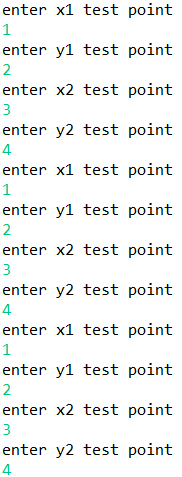 enter x1 test point
1
enter y1 test point
2
enter x2 test point
3
enter y2 test point
4
enter x1 test point
1
enter y1 test point
2
enter x2 test point
3
enter y2 test point
4
enter x1 test point
1
enter y1 test point
2
enter x2 test point
3
enter y2 test point
4